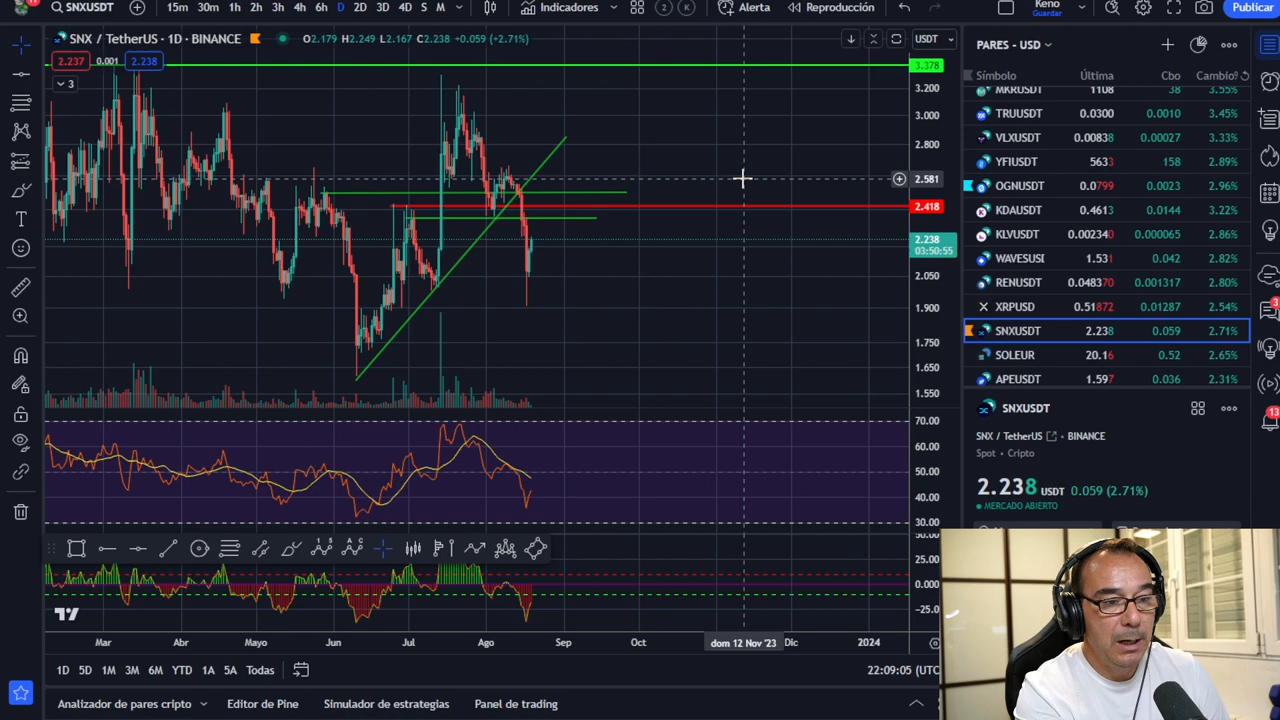 SNXUSDT
15m 30m 1h 2h 3h 4h 6h D 2D 3D 4D S M
Indicadores
2 K
Alerta
Reproducción
Keno
Guardar
Publicar
SNX / TetherUS · 1D · BINANCE
O2.179 H2.249 L2.167 C2.238 +0.059 (+2.71%)
USDT
2.237 0.001 2.238
3
3.378
3.200
3.000
2.800
2.581
2.418
2.238
03:50:55
2.050
1.900
1.750
1.650
1.550
70.00
60.00
50.00
40.00
30.00
25.00
0.00
Mar Abr Mayo Jun Jul Ago Sep Oct dom 12 Nov '23 Dic 2024
1D 5D 1M 3M 6M YTD 1A 5A Todas
22:09:05 (UTC
Analizador de pares cripto Editor de Pine Simulador de estrategias Panel de trading
PARES - USD
Símbolo Última Cbo Cambio%
MKRUSDT 1108 38 3.55%
TRUUSDT 0.0300 0.0010 3.45%
VLXUSDT 0.00838 0.00027 3.33%
YFIUSDT 5633 158 2.89%
OGNUSDT 0.0799 0.0023 2.96%
KDAUSDT 0.4613 0.0144 3.22%
KLVUSDT 0.002340 0.000065 2.86%
WAVESUSI 1.531 0.042 2.82%
RENUSDT 0.048370 0.001317 2.80%
XRPUSD 0.51872 0.01287 2.54%
SNXUSDT 2.238 0.059 2.71%
SOLEUR 20.16 0.52 2.65%
APEUSDT 1.597 0.036 2.31%
SNXUSDT
SNX / TetherUS BINANCE
Spot • Cripto
2.238 USDT 0.059 (2.71%)
MERCADO ABIERTO
3
13